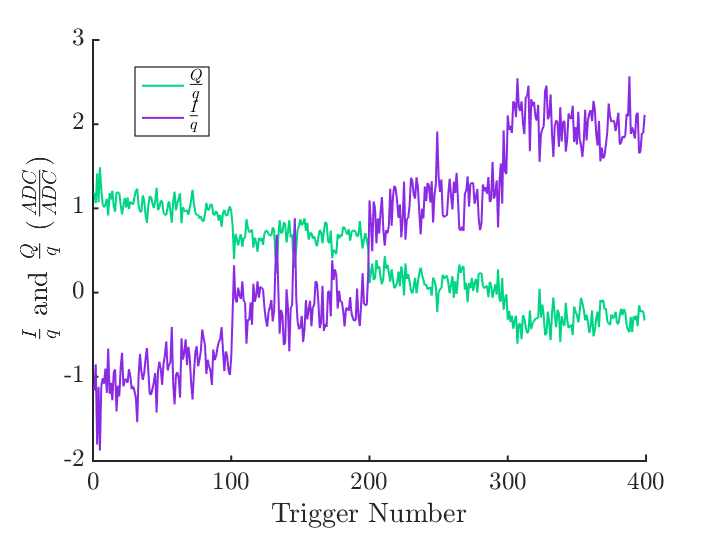 3
2
1
0
-1
-2
0 100 200 300 400
Trigger Number
I/q and Q/q (ADC/ADC)
Q/q
I/q